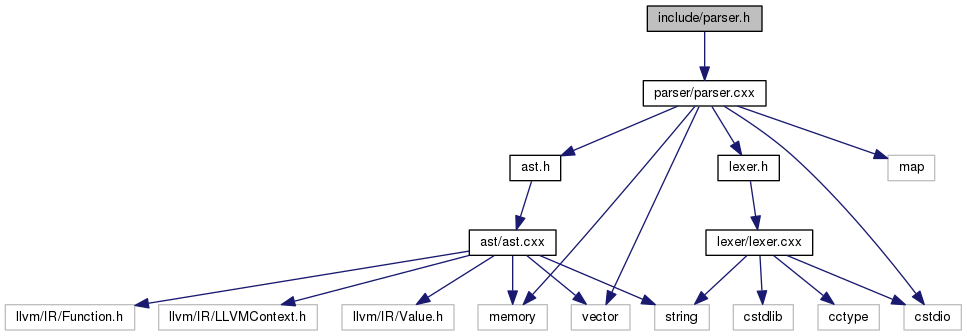 include/parser.h
parser/parser.cxx
ast.h
lexer.h
map
ast/ast.cxx
lexer/lexer.cxx
llvm/IR/Function.h
llvm/IR/LLVMContext.h
llvm/IR/Value.h
memory
vector
string
cstdlib
cctype
cstdio